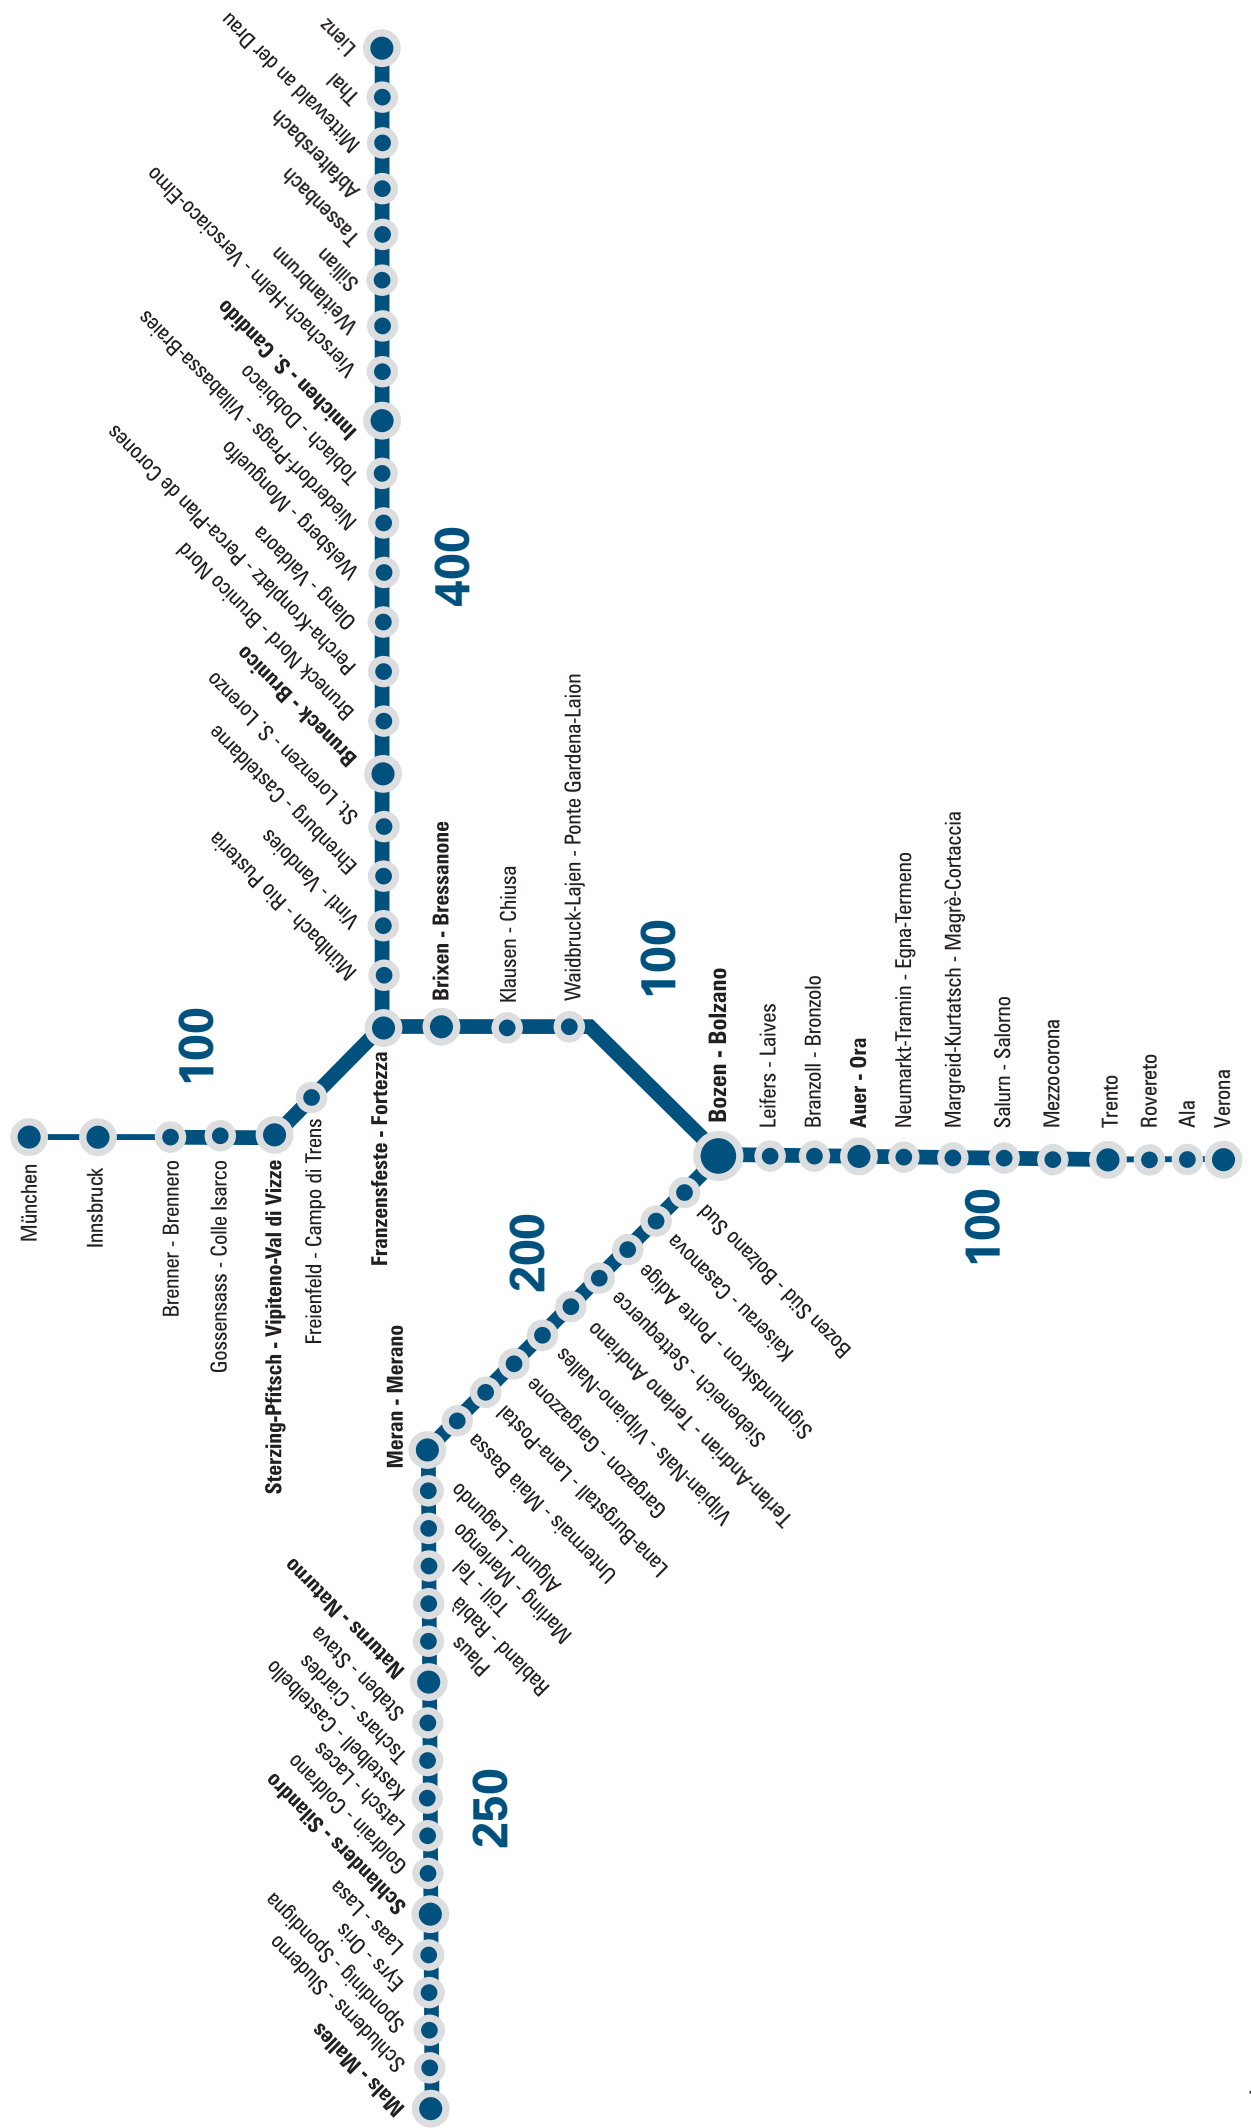 München
Innsbruck
Brenner - Brennero
Gossensass - Colle Isarco
Sterzing-Pfitsch - Vipiteno-Val di Vizze
Freienfeld - Campo di Trens
Franzensfeste - Fortezza
100
Mühlbach - Rio Pusteria
Vintl - Vandoies
Ehrenburg - Casteldarne
St. Lorenzen - S. Lorenzo
Bruneck - Brunico
Bruneck Nord - Brunico Nord
Percha-Kronplatz - Perca-Plan de Corones
Olang - Valdaora
Welsberg - Monguelfo
Niederdorf-Prags - Villabassa-Braies
Toblach - Dobbiaco
Innichen - S. Candido
Vierschach-Helm - Versciaco-Elmo
Weitlanbrunn
Sillian
Tassenbach
Abfaltersbach
Mittewald an der Drau
Thal
Lienz
400
Brixen - Bressanone
Klausen - Chiusa
Waidbruck-Lajen - Ponte Gardena-Laion
100
Bozen - Bolzano
Leifers - Laives
Branzoll - Bronzolo
Auer - Ora
Neumarkt-Tramin - Egna-Termeno
Margreid-Kurtatsch - Magrè-Cortaccia
Salurn - Salorno
Mezzocorona
Trento
Rovereto
Ala
Verona
100
Mals - Malles
Schluderns - Sluderno
Spondinig - Spondigna
Eyrs - Oris
Laas - Lasa
Schlanders - Silandro
Goldrain - Coldrano
Latsch - Laces
Kastelbell - Castelbello
Tschars - Ciardes
Staben - Stava
Naturns - Naturno
Plaus
Rabland - Rablà
Töll - Tel
Marling - Marlengo
Algund - Lagundo
Meran - Merano
250
Untermais - Maia Bassa
Lana-Burgstall - Lana-Postal
Gargazon - Gargazzone
Vilpian-Nals - Vilpiano-Nalles
Terlan-Andrian - Terlano Andriano
Siebeneich - Settequerce
Sigmundskron - Ponte Adige
Kaiserau - Casanova
Bozen Süd - Bolzano Sud
200